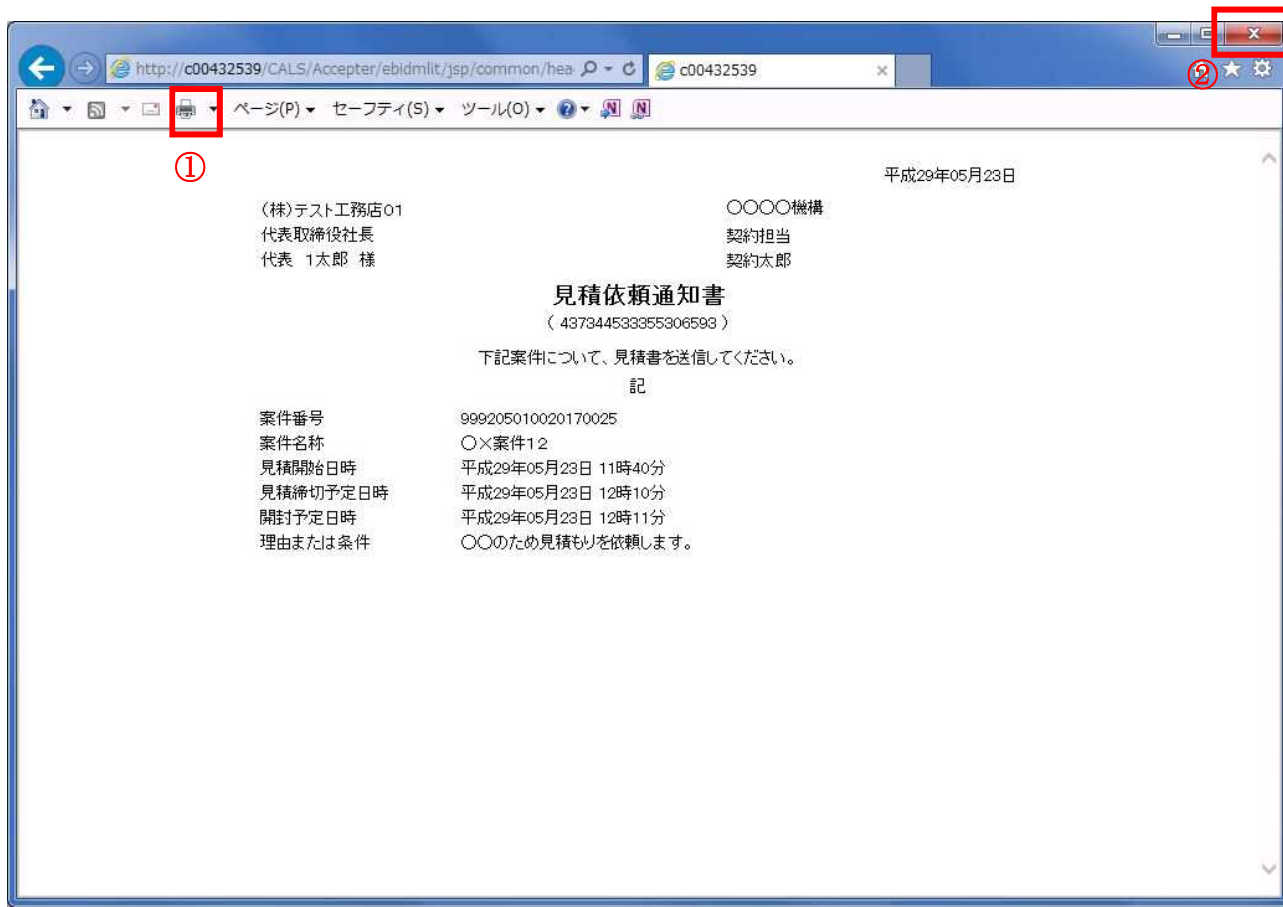 http://c00432539/CALS/Accepter/ebidmlit/jsp/common/hea
c00432539
②
ページ(P) セーフティ(S) ツール(O)
①
平成29年05月23日
(株)テスト工務店01
〇〇〇〇機構
代表取締役社長
契約担当
代表 1太郎 様
契約太郎
見積依頼通知書
( 437344533355306593 )
下記案件について、見積書を送信してください。
記
案件番号 999205010020170025
案件名称 〇×案件12
見積開始日時 平成29年05月23日 11時40分
見積締切予定日時 平成29年05月23日 12時10分
開封予定日時 平成29年05月23日 12時11分
理由または条件 〇〇のため見積もりを依頼します。